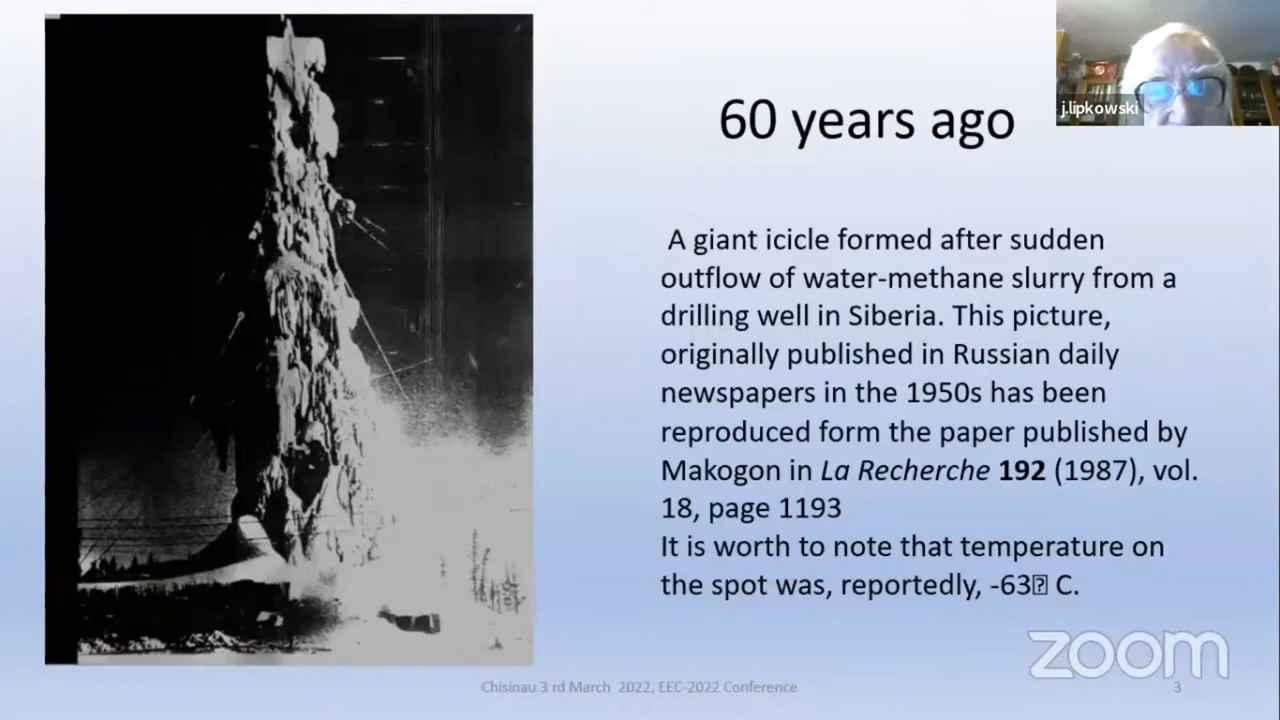 j.lipkowski
60 years ago
A giant icicle formed after sudden
outflow of water-methane slurry from a
drilling well in Siberia. This picture,
originally published in Russian daily
newspapers in the 1950s has been
reproduced form the paper published by
Makogon in La Recherche 192 (1987), vol.
18, page 1193
It is worth to note that temperature on
the spot was, reportedly, -63⍰ C.
zoom
Chisinau 3 rd March 2022, EEC-2022 Conference
3